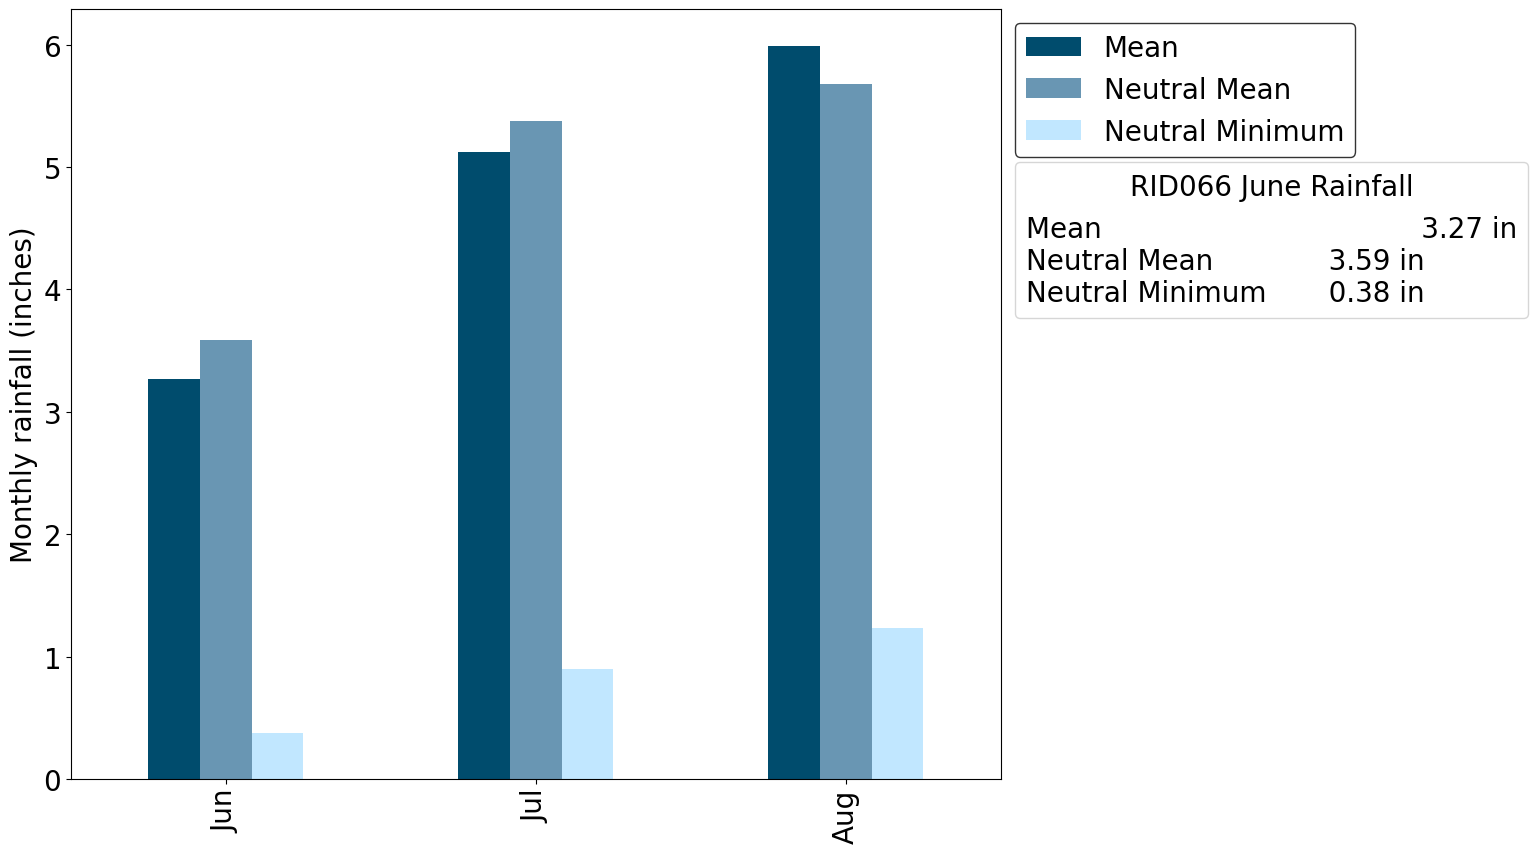 Monthly rainfall (inches)
6
5
4
3
2
1
0
Jun
Jul
Aug
Mean
Neutral Mean
Neutral Minimum
RID066 June Rainfall
Mean 3.27 in
Neutral Mean 3.59 in
Neutral Minimum 0.38 in